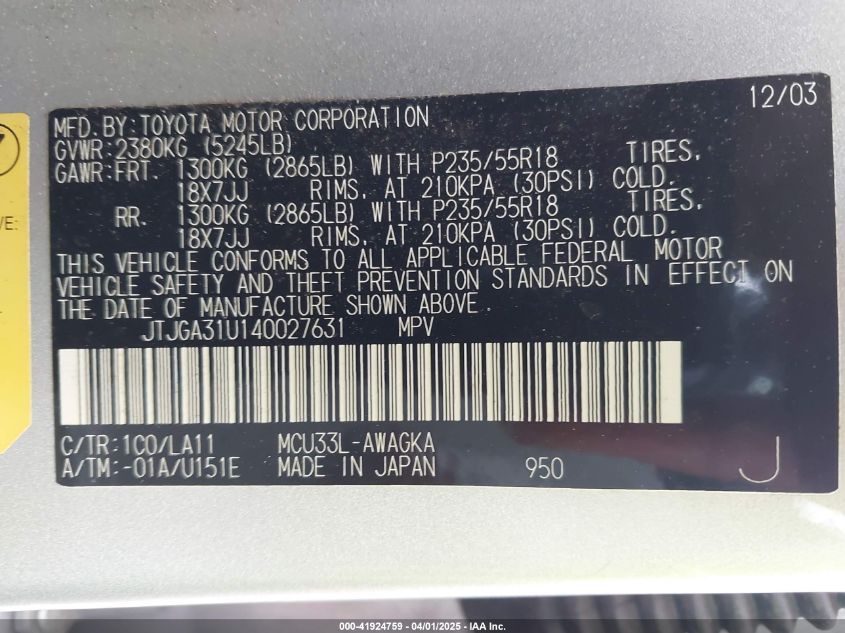 12/03
MFD.BY:TOYOTA MOTOR CORPORATION
GVWR:2380KG (5245LB)
GAWR:FRT. 1300KG (2865LB) WITH P235/55R18 TIRES,
18X7JJ RIMS, AT 210KPA (30PSI) COLD.
RR. 1300KG (2865LB) WITH P235/55R18 TIRES,
18X7JJ RIMS, AT 210KPA (30PSI) COLD.
THIS VEHICLE CONFORMS TO ALL APPLICABLE FEDERAL MOTOR
VEHICLE SAFETY AND THEFT PREVENTION STANDARDS IN EFFECT ON
THE DATE OF MANUFACTURE SHOWN ABOVE.
JTJGA31U140027631 MPV
C/TR:1C0/LA11 MCU33L-AWAGKA
A/TM:-01A/U151E MADE IN JAPAN 950 J
000-41924759 - 04/01/2025 - IAA Inc.